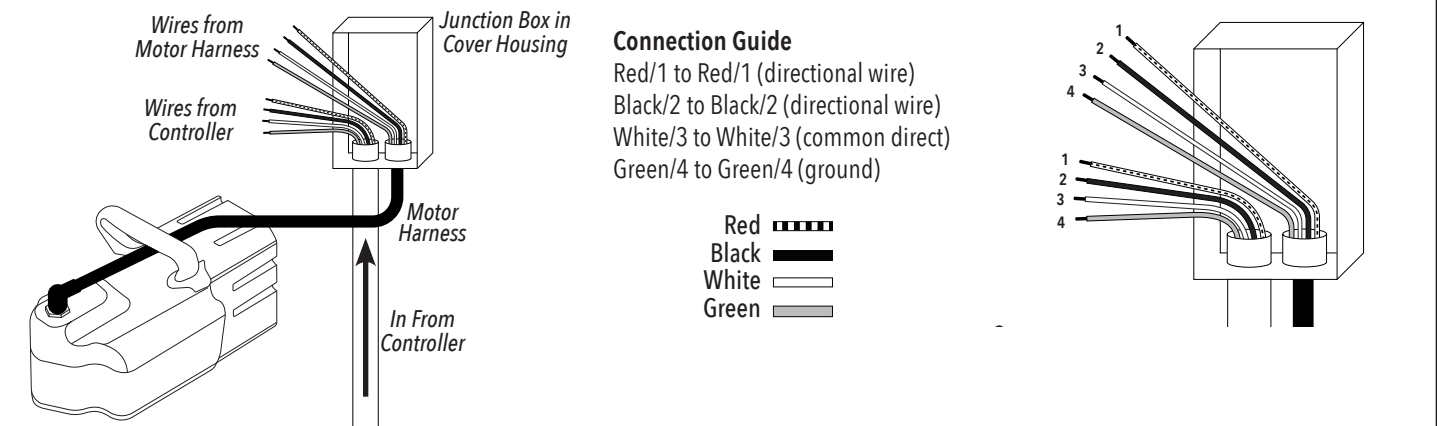 Wires from
Motor Harness
Junction Box in
Cover Housing
Wires from
Controller
Motor
Harness
In From
Controller
Connection Guide
Red/1 to Red/1 (directional wire)
Black/2 to Black/2 (directional wire)
White/3 to White/3 (common direct)
Green/4 to Green/4 (ground)
Red
Black
White
Green
1
2
3
4
1
2
3
4